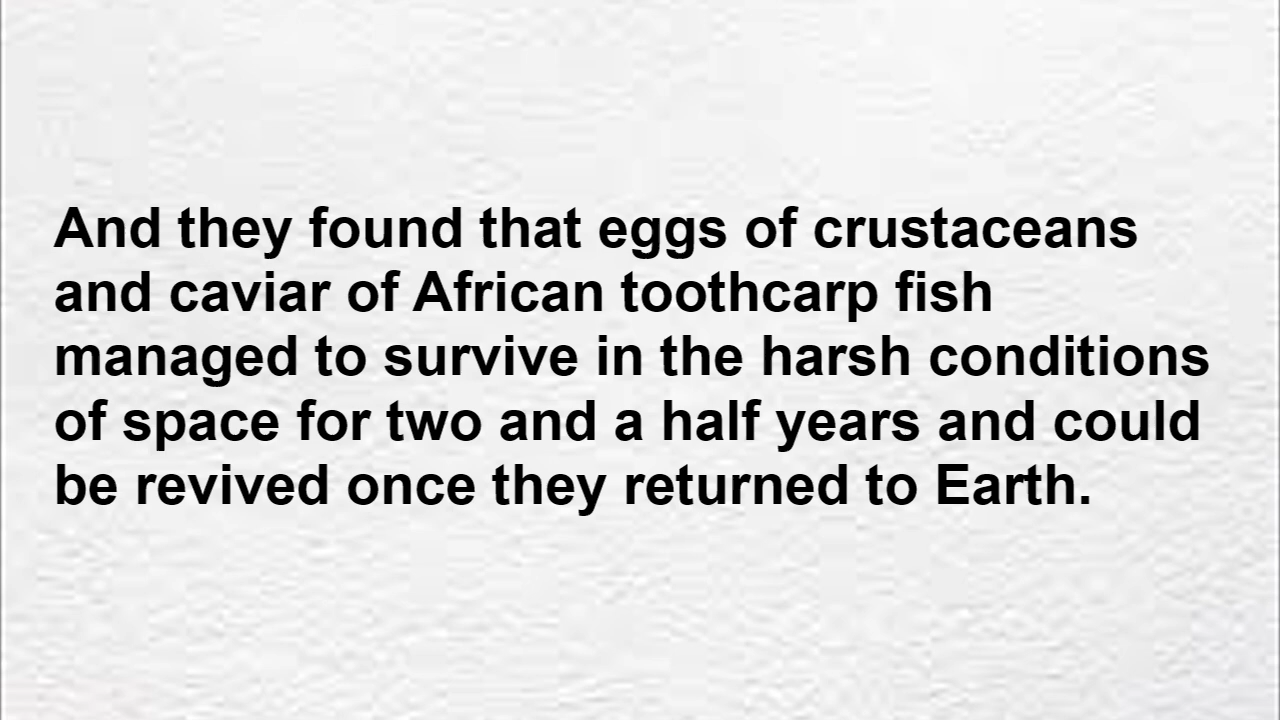 And they found that eggs of crustaceans
and caviar of African toothcarp fish
managed to survive in the harsh conditions
of space for two and a half years and could
be revived once they returned to Earth.